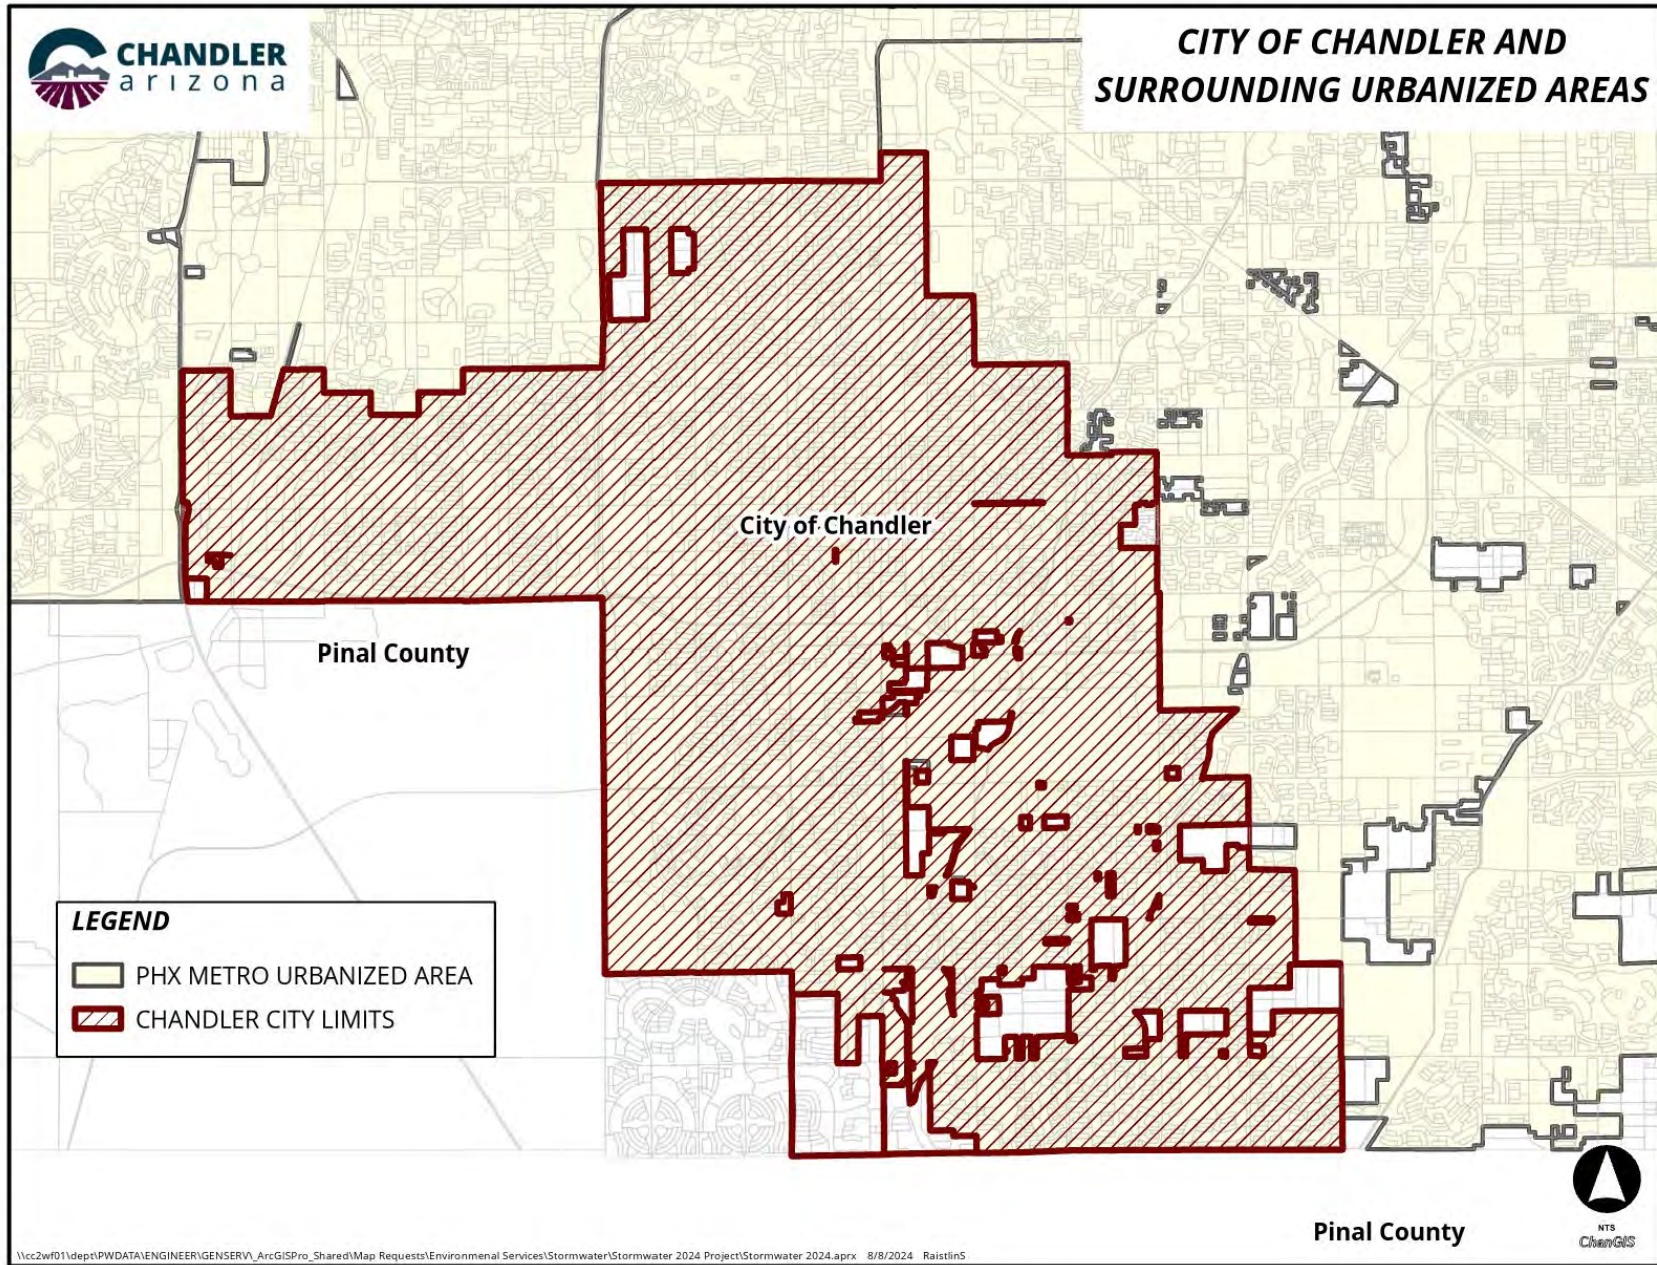 CHANDLER
arizona
CITY OF CHANDLER AND
SURROUNDING URBANIZED AREAS
City of Chandler
Pinal County
LEGEND
PHX METRO URBANIZED AREA
CHANDLER CITY LIMITS
Pinal County
NTS
ChanGIS
\\cc2wf01\dept\PWDATA\ENGINEER\GENSERV\_ArcGISPro_Shared\Map Requests\Environmenal Services\Stormwater\Stormwater 2024 Project\Stormwater 2024.aprx 8/8/2024 RaistlinS